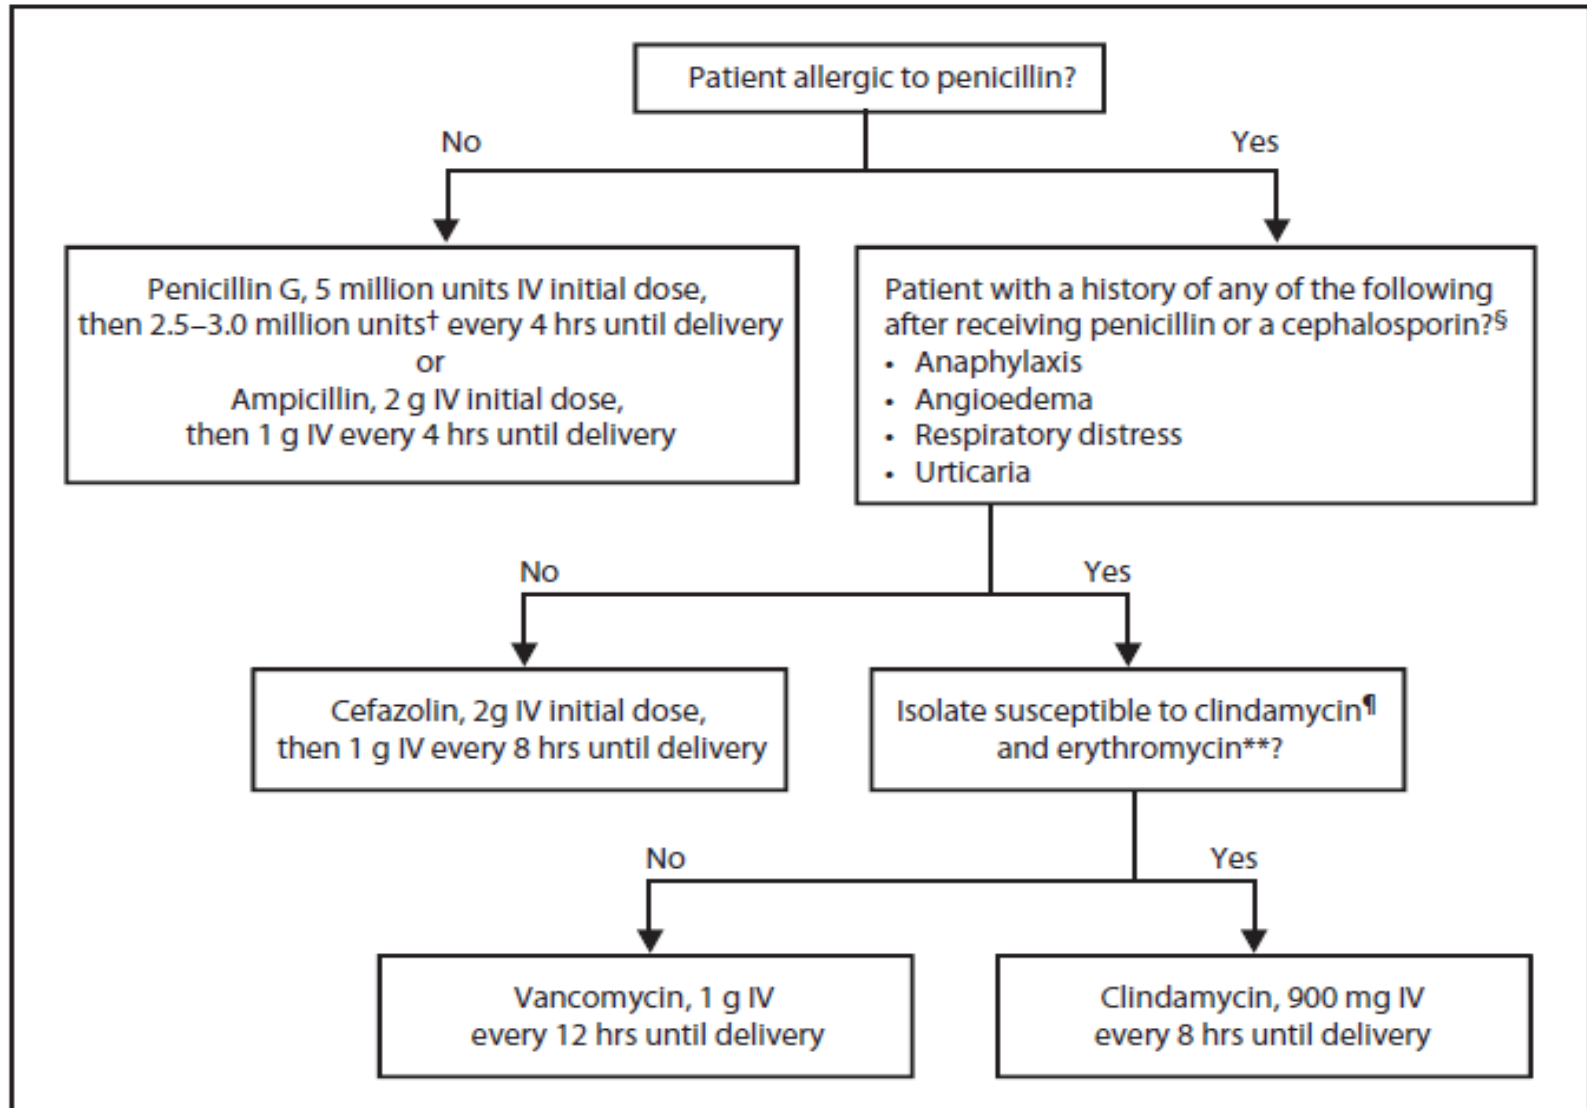 Patient allergic to penicillin?
No
Yes
Penicillin G, 5 million units IV initial dose,
then 2.5–3.0 million units† every 4 hrs until delivery
or
Ampicillin, 2 g IV initial dose,
then 1 g IV every 4 hrs until delivery
Patient with a history of any of the following
after receiving penicillin or a cephalosporin?§
• Anaphylaxis
• Angioedema
• Respiratory distress
• Urticaria
No
Yes
Cefazolin, 2g IV initial dose,
then 1 g IV every 8 hrs until delivery
Isolate susceptible to clindamycin¶
and erythromycin**?
No
Yes
Vancomycin, 1 g IV
every 12 hrs until delivery
Clindamycin, 900 mg IV
every 8 hrs until delivery